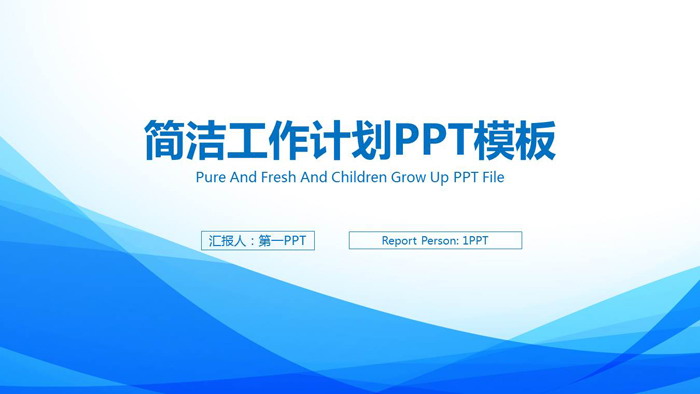 简洁工作计划PPT模板
Pure And Fresh And Children Grow Up PPT File
汇报人：第一PPT
Report Person: 1PPT